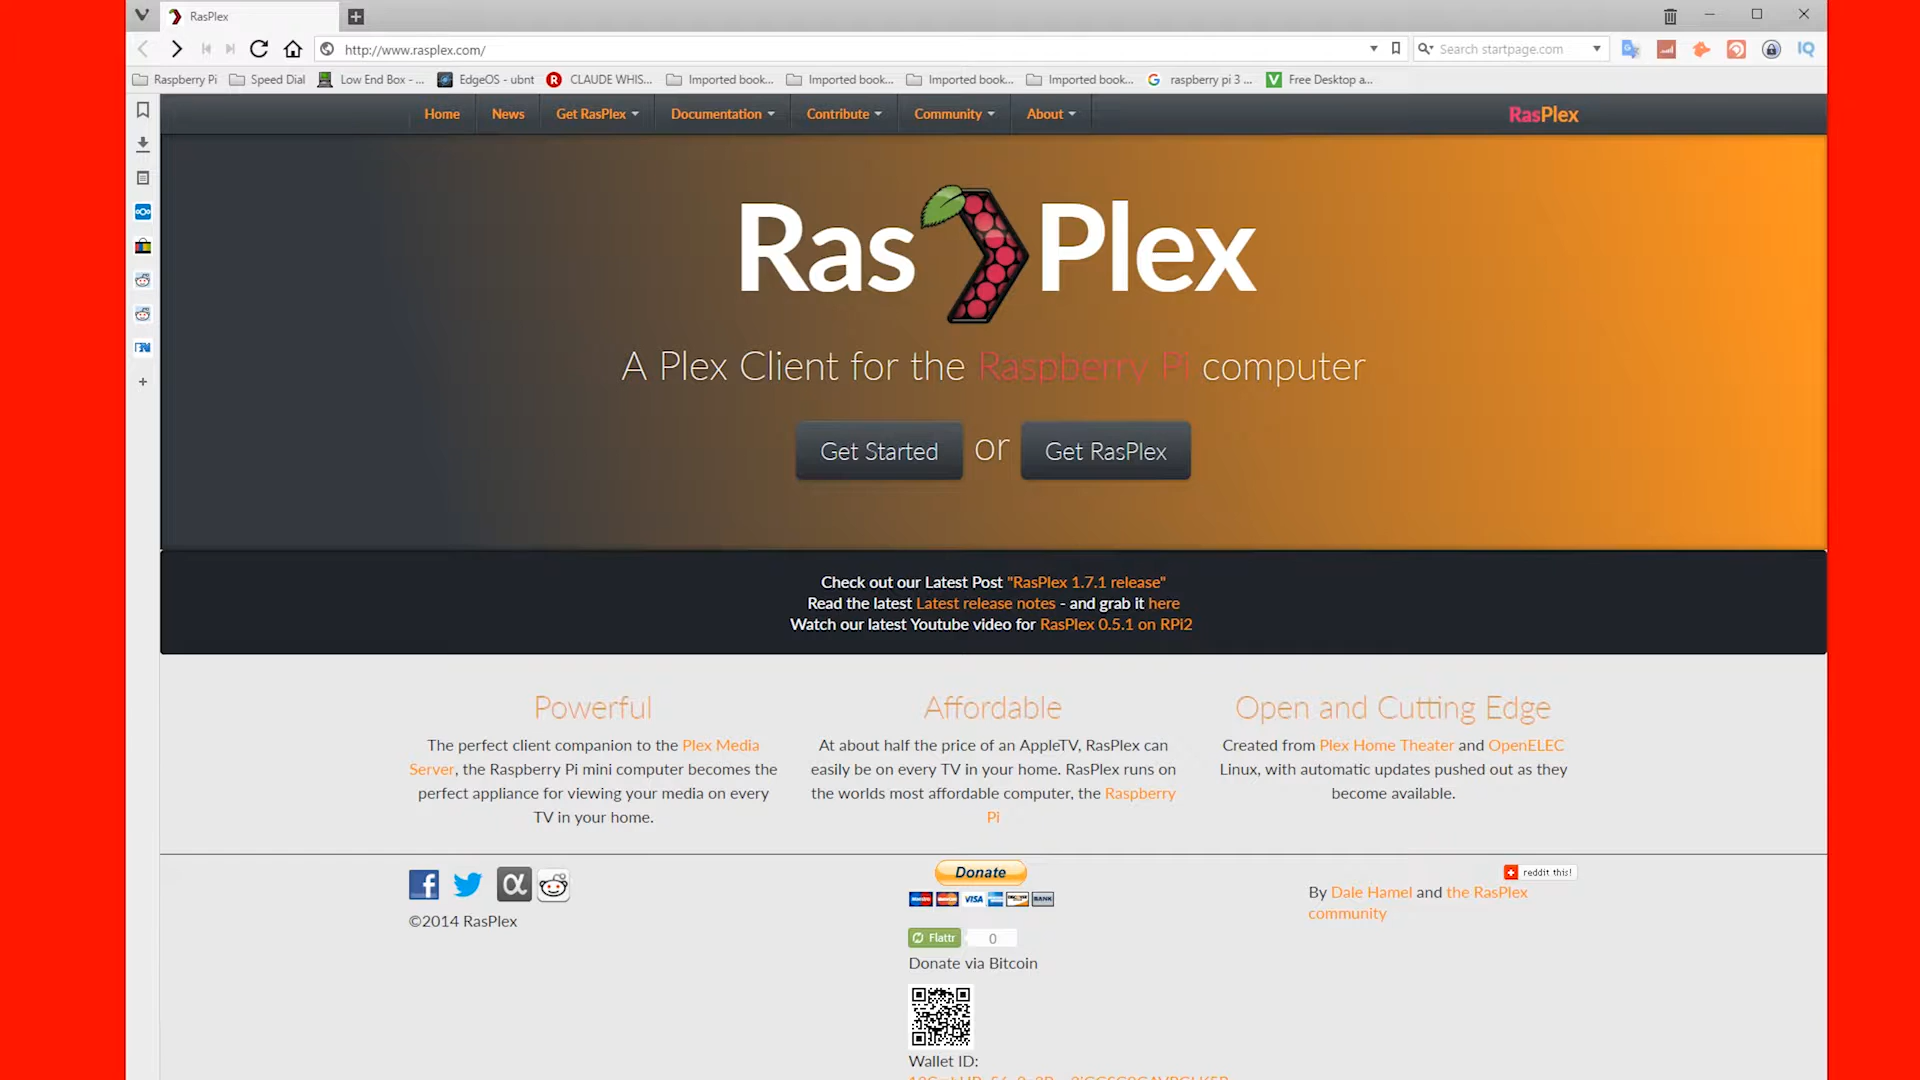 RasPlex
http://www.rasplex.com/
Search startpage.com
IQ
Raspberry Pi
Speed Dial
Low End Box - ...
EdgeOS - ubnt
CLAUDE WHIS...
Imported book...
Imported book...
Imported book...
Imported book...
raspberry pi 3 ...
Free Desktop a...
Home
News
Get RasPlex
Documentation
Contribute
Community
About
RasPlex
Ras Plex
A Plex Client for the Raspberry Pi computer
Get Started or Get RasPlex
Check out our Latest Post "RasPlex 1.7.1 release"
Read the latest Latest release notes - and grab it here
Watch our latest Youtube video for RasPlex 0.5.1 on RPi2
Powerful
The perfect client companion to the Plex Media
Server, the Raspberry Pi mini computer becomes the
perfect appliance for viewing your media on every
TV in your home.
Affordable
At about half the price of an AppleTV, RasPlex can
easily be on every TV in your home. RasPlex runs on
the worlds most affordable computer, the Raspberry
Pi
Open and Cutting Edge
Created from Plex Home Theater and OpenELEC
Linux, with automatic updates pushed out as they
become available.
©2014 RasPlex
Donate
VISA
BANK
Flattr 0
Donate via Bitcoin
Wallet ID:
reddit this!
By Dale Hamel and the RasPlex
community